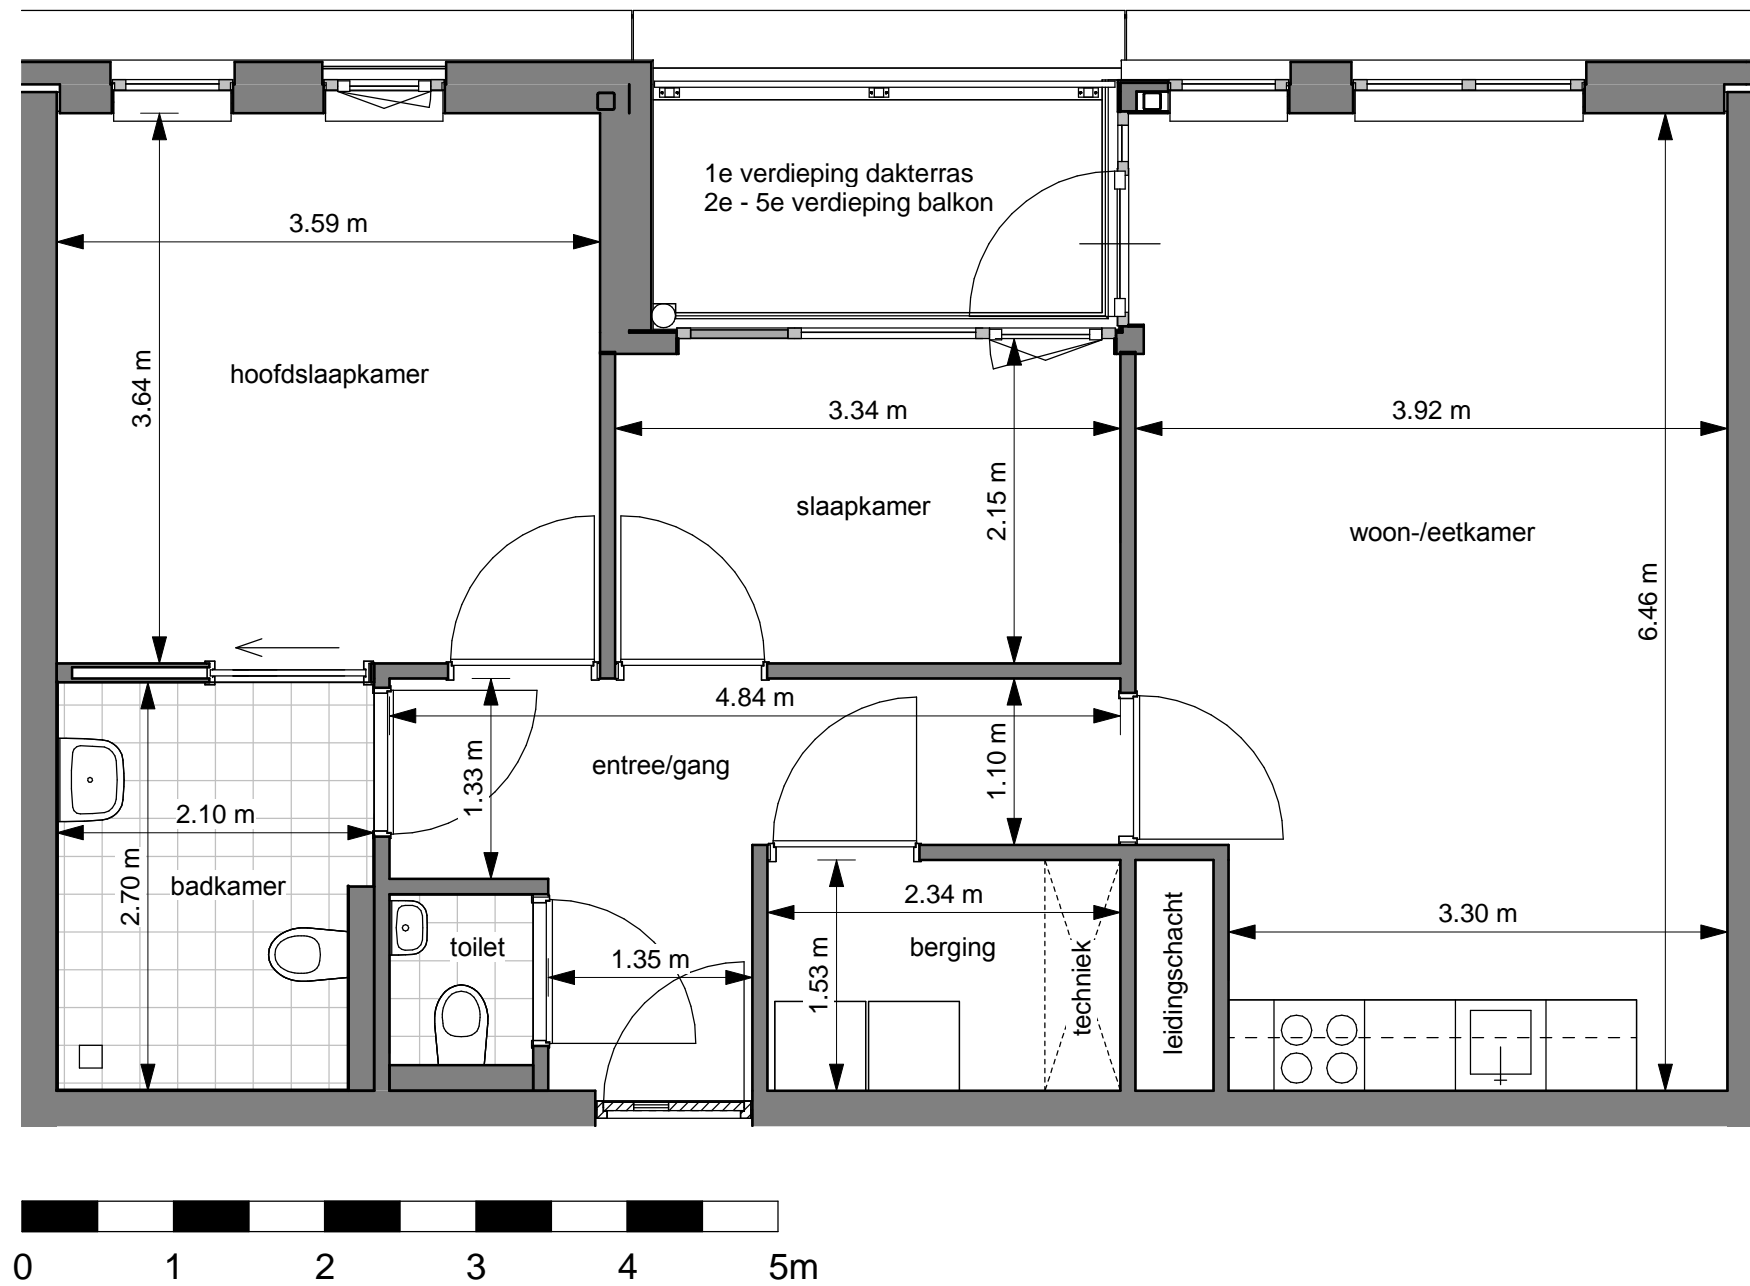 1e verdieping dakterras
2e - 5e verdieping balkon
3.59 m
3.64 m
hoofdslaapkamer
3.34 m
2.15 m
slaapkamer
3.92 m
woon-/eetkamer
6.46 m
4.84 m
entree/gang
1.33 m
1.10 m
2.10 m
2.70 m
badkamer
toilet
1.35 m
2.34 m
berging
1.53 m
techniek
leidingschacht
3.30 m
0 1 2 3 4 5m